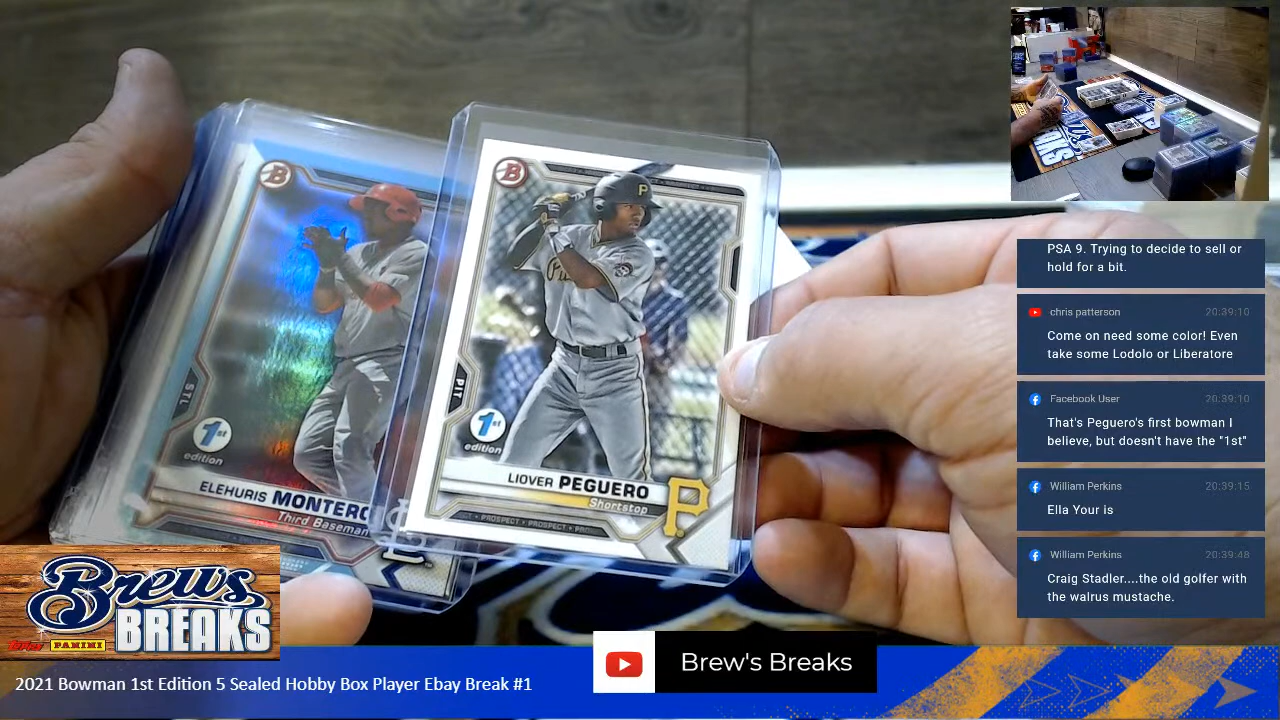 PSA 9. Trying to decide to sell or
hold for a bit.
chris patterson 20:39:10
Come on need some color! Even
take some Lodolo or Liberatore
Facebook User 20:39:10
That's Peguero's first bowman I
believe, but doesn't have the "1st"
William Perkins 20:39:15
Ella Your is
William Perkins 20:39:48
Craig Stadler....the old golfer with
the walrus mustache.
B
STL
1st
edition
ELEHURIS MONTERO
Third Baseman
B
P
PIT
1st
edition
LIOVER PEGUERO
Shortstop
P
PROSPECT • PROSPECT
BREAKS
Brews
BREAKS
Topps PANINI
Brew's Breaks
2021 Bowman 1st Edition 5 Sealed Hobby Box Player Ebay Break #1